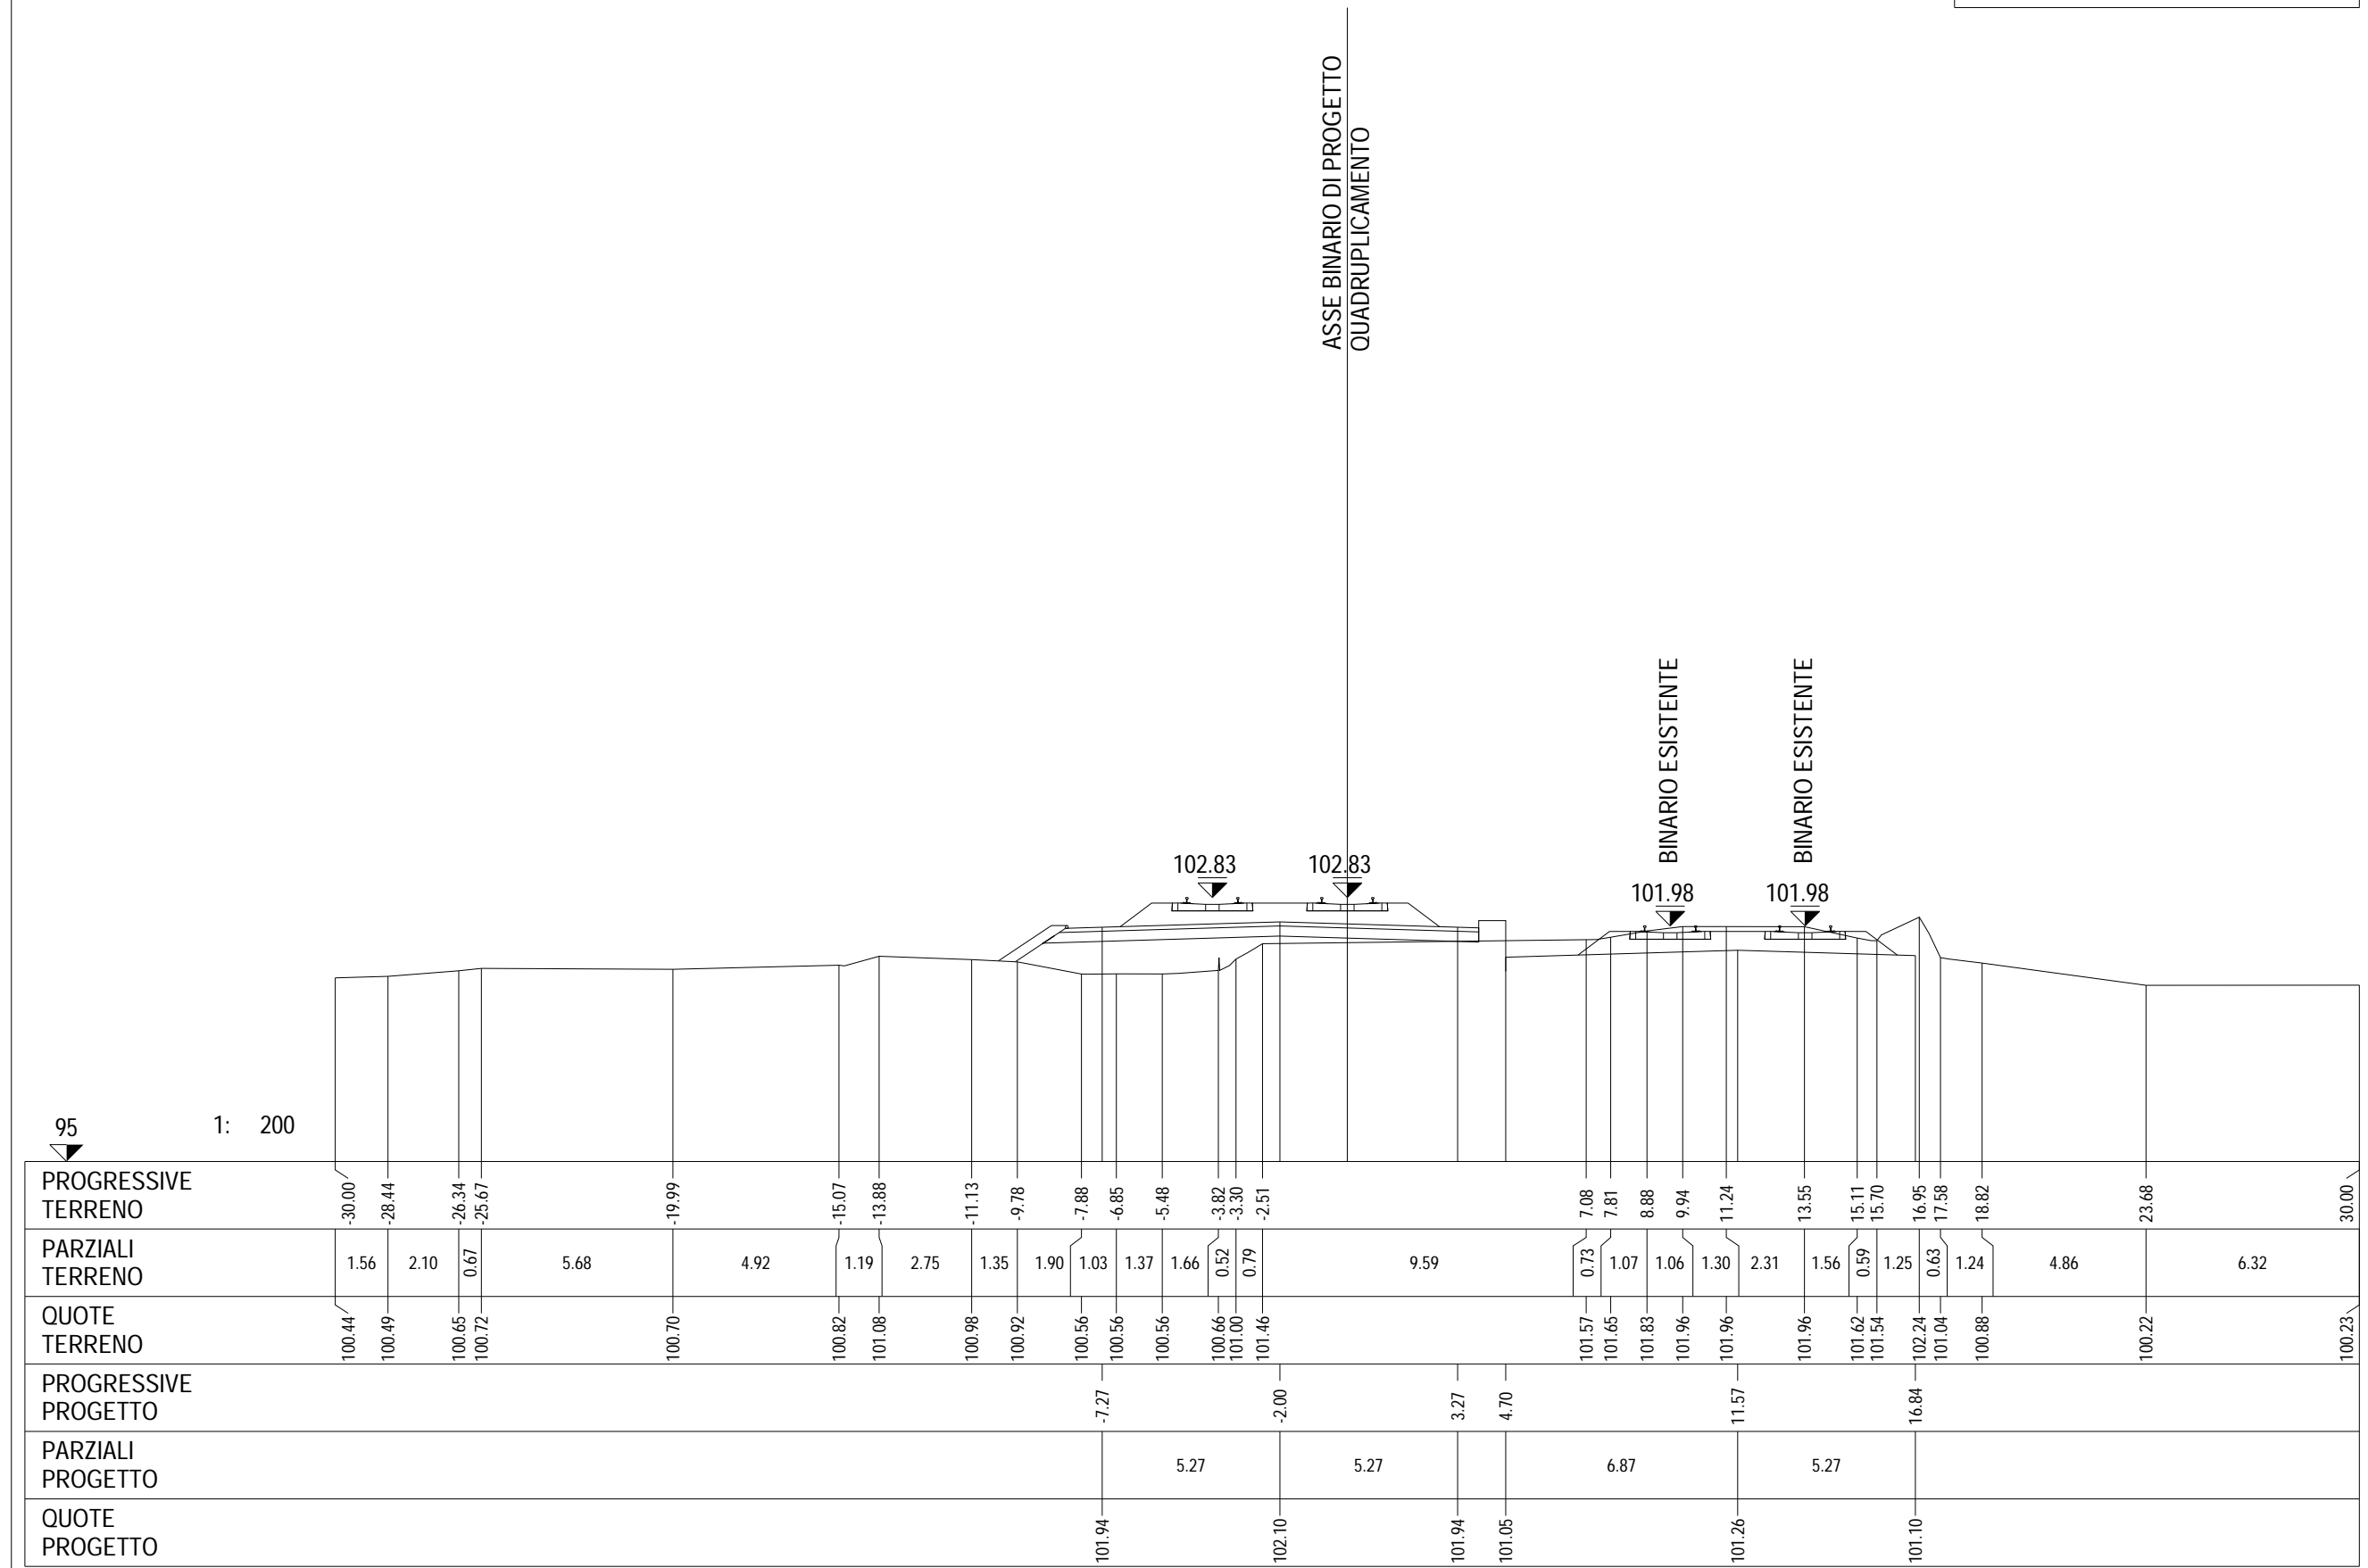 ASSE BINARIO DI PROGETTO
QUADRUPLICAMENTO
BINARIO ESISTENTE
BINARIO ESISTENTE
102.83 102.83
101.98 101.98
95 1: 200
PROGRESSIVE
TERRENO
-30.00 -28.44 -26.34 -25.67 -19.99 -15.07 -13.88 -11.13 -9.78 -7.88 -6.85 -5.48 -3.82 -3.30 -2.51 7.08 7.81 8.88 9.94 11.24 13.55 15.11 15.70 16.95 17.58 18.82 23.68 30.00
PARZIALI
TERRENO
1.56 2.10 0.67 5.68 4.92 1.19 2.75 1.35 1.90 1.03 1.37 1.66 0.52 0.79 9.59 0.73 1.07 1.06 1.30 2.31 1.56 0.59 1.25 0.63 1.24 4.86 6.32
QUOTE
TERRENO
100.44 100.49 100.65 100.72 100.70 100.82 101.08 100.98 100.92 100.56 100.56 100.56 100.66 101.00 101.46 101.57 101.65 101.83 101.96 101.96 101.96 101.62 101.54 102.24 101.04 100.88 100.22 100.23
PROGRESSIVE
PROGETTO
-7.27 -2.00 3.27 4.70 11.57 16.84
PARZIALI
PROGETTO
5.27 5.27 6.87 5.27
QUOTE
PROGETTO
101.94 102.10 101.94 101.05 101.26 101.10